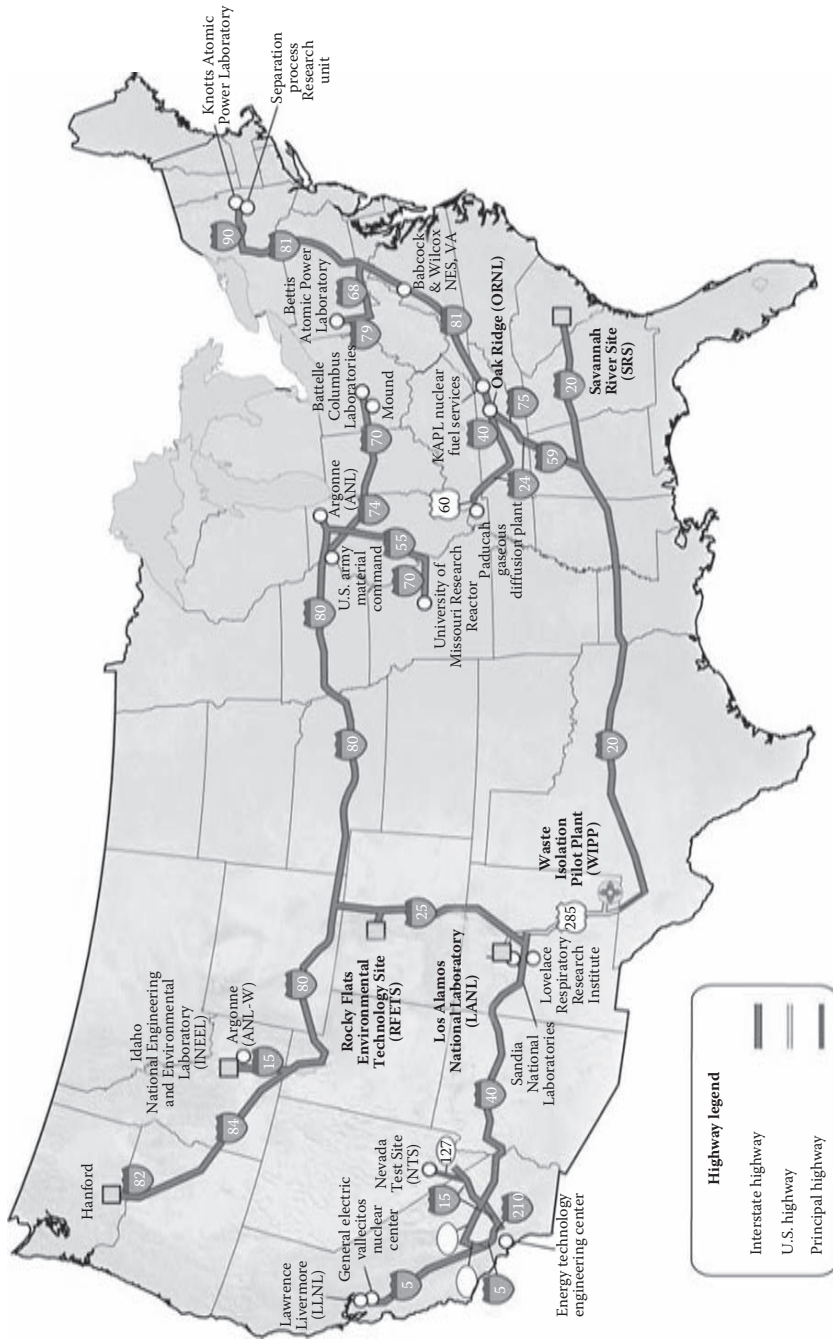 Knotts Atomic
Power Laboratory
Separation
process
Research
unit
90
81
Bettis
Atomic Power
Laboratory
68
79
Babcock
& Wilcox
NES, VA
81
Battelle
Columbus
Laboratories
Mound
70
Oak Ridge (ORNL)
KAPL nuclear
fuel services
40
75
20
Savannah
River Site
(SRS)
59
24
60
Paducah
gaseous
diffusion plant
Argonne
(ANL)
74
55
70
U.S. army
material
command
University of
Missouri Research
Reactor
80
80
20
Waste
Isolation
Pilot Plant
(WIPP)
285
25
Rocky Flats
Environmental
Technology Site
(RFETS)
Los Alamos
National Laboratory
(LANL)
Lovelace
Respiratory
Research
Institute
Sandia
National
Laboratories
80
Idaho
National Engineering
and Environmental
Laboratory (INEEL)
Argonne
(ANL-W)
15
84
82
Hanford
40
Nevada
Test Site
(NTS)
127
15
210
General electric
vallecitos
nuclear
center
Lawrence
Livermore
(LLNL)
5
5
Energy technology
engineering center
Highway legend
Interstate highway
U.S. highway
Principal highway